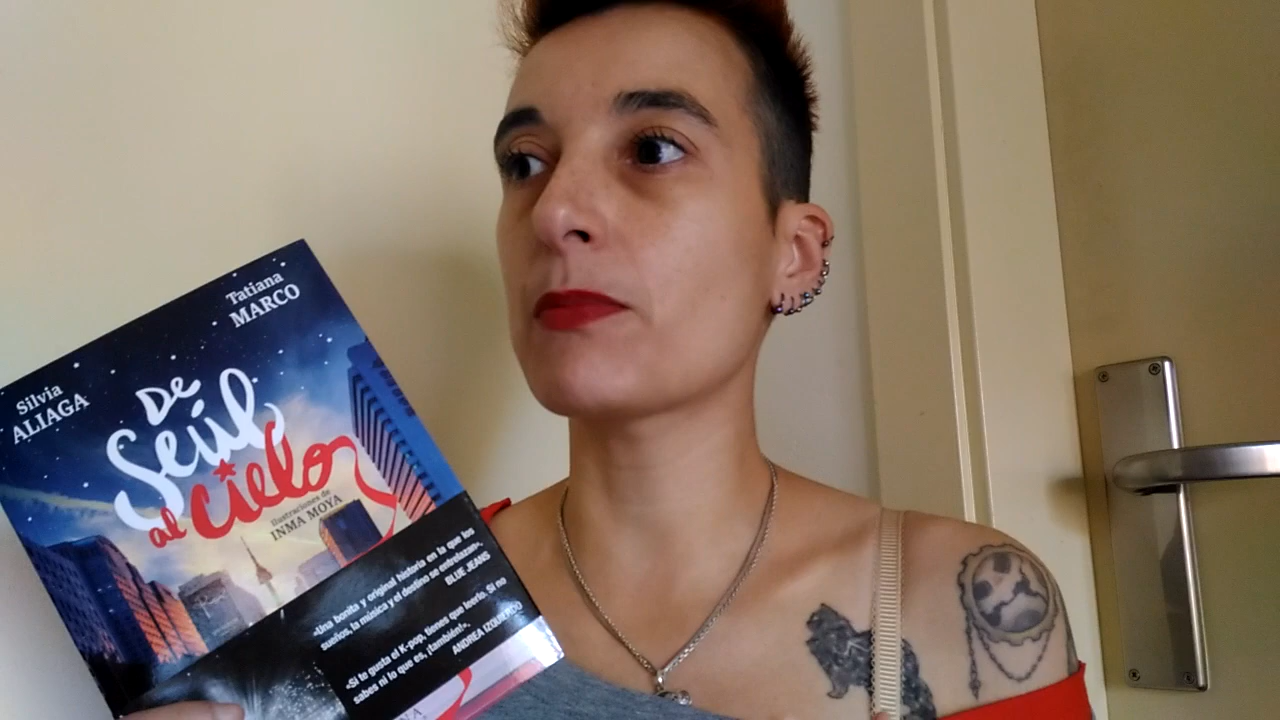 Tatiana
MARCO
Silvia
ALIAGA
De
Seúl
al cielo
Ilustraciones de
INMA MOYA
«Una bonita y original historia en la que los
sueños, la música y el destino se entrelazan».
BLUE JEANS
«Si te gusta el K-pop, tienes que leerlo. Si no
sabes ni lo que es, ¡también!».
ANDREA IZQUIERDO